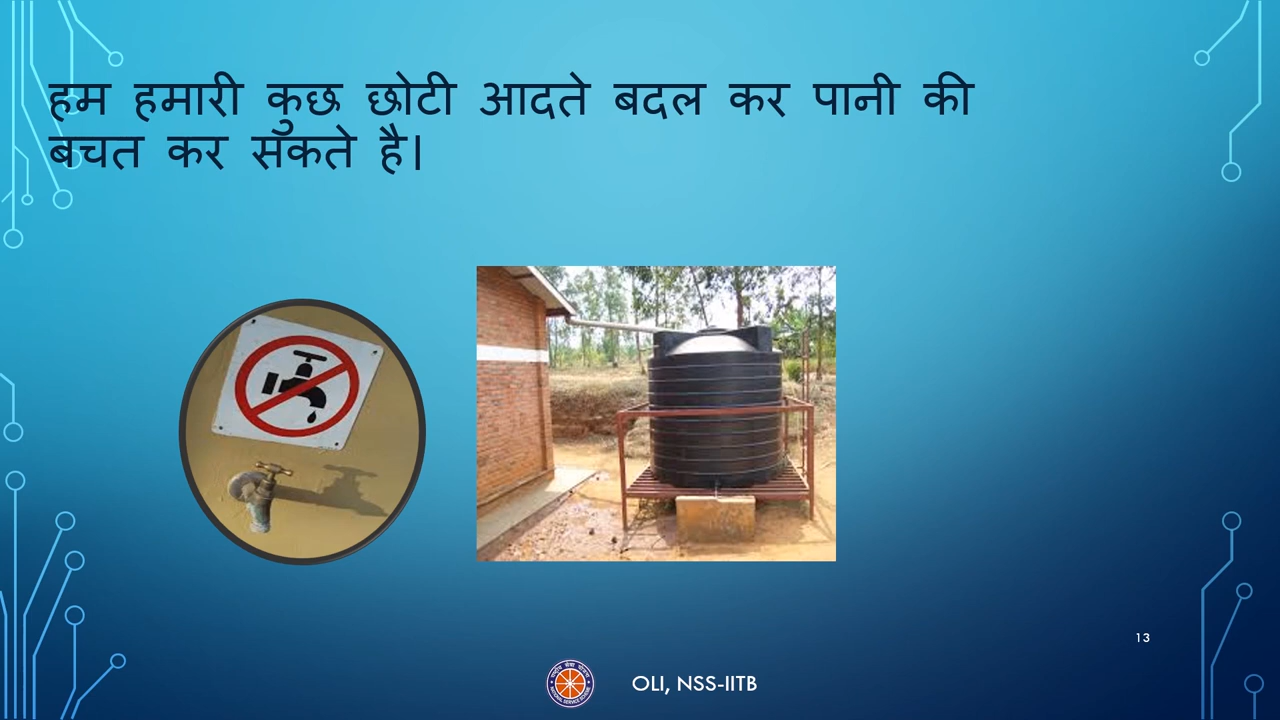 हम हमारी कुछ छोटी आदते बदल कर पानी की
बचत कर सकते है।
13
OLI, NSS-IITB